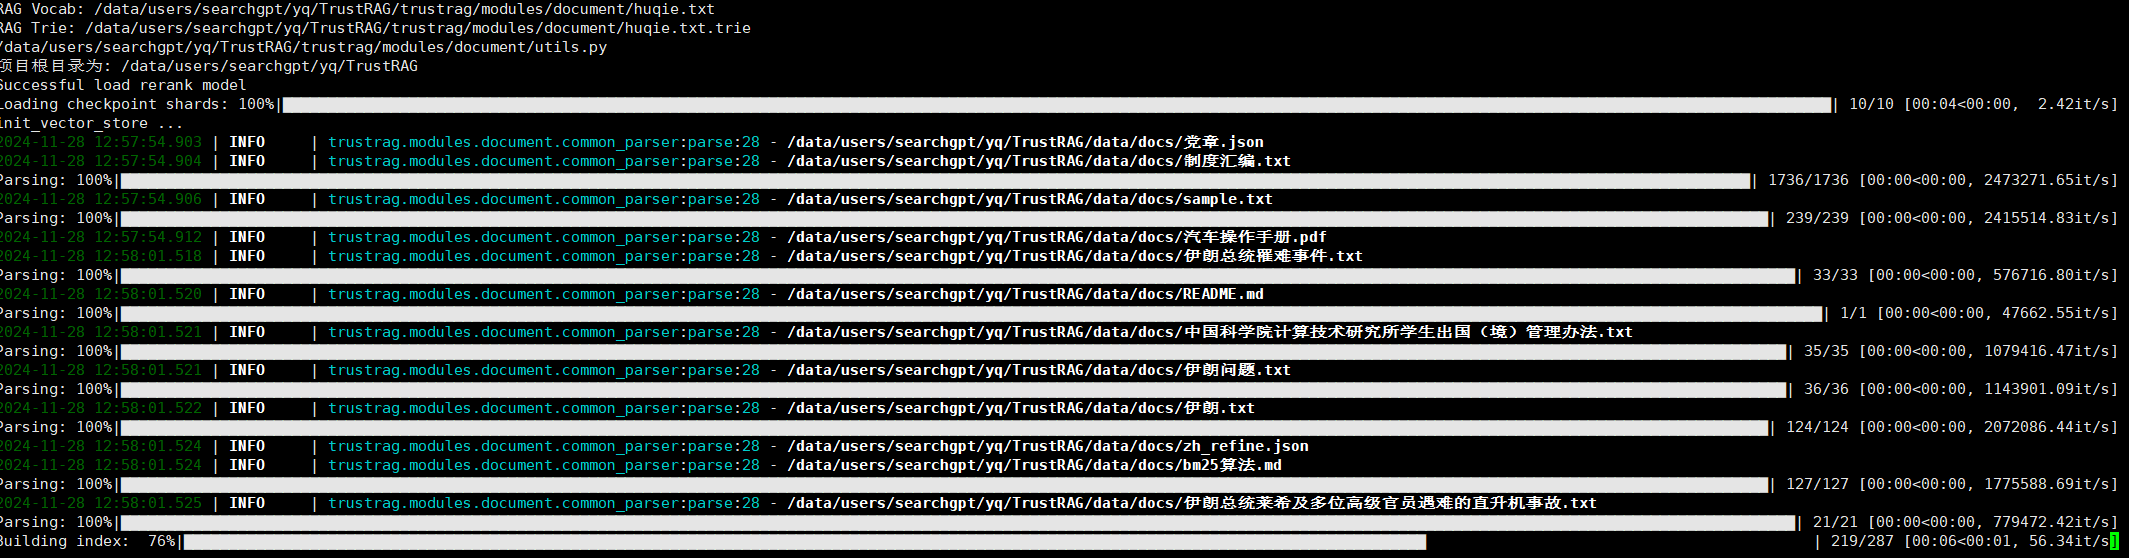 RAG Vocab: /data/users/searchgpt/yq/TrustRAG/trustrag/modules/document/huqie.txt
RAG Trie: /data/users/searchgpt/yq/TrustRAG/trustrag/modules/document/huqie.txt.trie
/data/users/searchgpt/yq/TrustRAG/trustrag/modules/document/utils.py
项目根目录为: /data/users/searchgpt/yq/TrustRAG
Successful load rerank model
Loading checkpoint shards: 100%| | 10/10 [00:04<00:00, 2.42it/s]
init_vector_store ...
2024-11-28 12:57:54.903 | INFO | trustrag.modules.document.common_parser:parse:28 - /data/users/searchgpt/yq/TrustRAG/data/docs/党章.json
2024-11-28 12:57:54.904 | INFO | trustrag.modules.document.common_parser:parse:28 - /data/users/searchgpt/yq/TrustRAG/data/docs/制度汇编.txt
Parsing: 100%| | 1736/1736 [00:00<00:00, 2473271.65it/s]
2024-11-28 12:57:54.906 | INFO | trustrag.modules.document.common_parser:parse:28 - /data/users/searchgpt/yq/TrustRAG/data/docs/sample.txt
Parsing: 100%| | 239/239 [00:00<00:00, 2415514.83it/s]
2024-11-28 12:57:54.912 | INFO | trustrag.modules.document.common_parser:parse:28 - /data/users/searchgpt/yq/TrustRAG/data/docs/汽车操作手册.pdf
2024-11-28 12:58:01.518 | INFO | trustrag.modules.document.common_parser:parse:28 - /data/users/searchgpt/yq/TrustRAG/data/docs/伊朗总统罹难事件.txt
Parsing: 100%| | 33/33 [00:00<00:00, 576716.80it/s]
2024-11-28 12:58:01.520 | INFO | trustrag.modules.document.common_parser:parse:28 - /data/users/searchgpt/yq/TrustRAG/data/docs/README.md
Parsing: 100%| | 1/1 [00:00<00:00, 47662.55it/s]
2024-11-28 12:58:01.521 | INFO | trustrag.modules.document.common_parser:parse:28 - /data/users/searchgpt/yq/TrustRAG/data/docs/中国科学院计算技术研究所学生出国（境）管理办法.txt
Parsing: 100%| | 35/35 [00:00<00:00, 1079416.47it/s]
2024-11-28 12:58:01.521 | INFO | trustrag.modules.document.common_parser:parse:28 - /data/users/searchgpt/yq/TrustRAG/data/docs/伊朗问题.txt
Parsing: 100%| | 36/36 [00:00<00:00, 1143901.09it/s]
2024-11-28 12:58:01.522 | INFO | trustrag.modules.document.common_parser:parse:28 - /data/users/searchgpt/yq/TrustRAG/data/docs/伊朗.txt
Parsing: 100%| | 124/124 [00:00<00:00, 2072086.44it/s]
2024-11-28 12:58:01.524 | INFO | trustrag.modules.document.common_parser:parse:28 - /data/users/searchgpt/yq/TrustRAG/data/docs/zh_refine.json
2024-11-28 12:58:01.524 | INFO | trustrag.modules.document.common_parser:parse:28 - /data/users/searchgpt/yq/TrustRAG/data/docs/bm25算法.md
Parsing: 100%| | 127/127 [00:00<00:00, 1775588.69it/s]
2024-11-28 12:58:01.525 | INFO | trustrag.modules.document.common_parser:parse:28 - /data/users/searchgpt/yq/TrustRAG/data/docs/伊朗总统莱希及多位高级官员遇难的直升机事故.txt
Parsing: 100%| | 21/21 [00:00<00:00, 779472.42it/s]
Building index: 76%| | 219/287 [00:06<00:01, 56.34it/s]